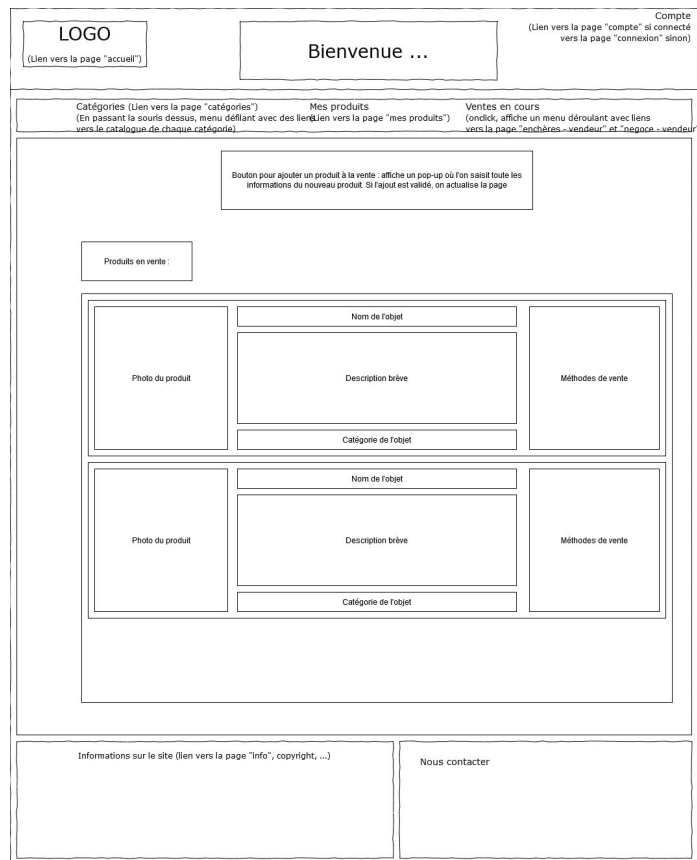 LOGO
(Lien vers la page "accueil")
Bienvenue ...
Compte
(Lien vers la page "compte" si connecté
vers la page "connexion" sinon)
Catégories (Lien vers la page "catégories")
(En passant la souris dessus, menu défilant avec des liens
vers le catalogue de chaque catégorie)
Mes produits
(Lien vers la page "mes produits")
Ventes en cours
(onclick, affiche un menu déroulant avec liens
vers la page "enchères - vendeur" et "negoce - vendeur"
Bouton pour ajouter un produit à la vente : affiche un pop-up où l'on saisit toute les
informations du nouveau produit. Si l'ajout est validé, on actualise la page
Produits en vente :
Photo du produit
Nom de l'objet
Description brève
Catégorie de l'objet
Méthodes de vente
Photo du produit
Nom de l'objet
Description brève
Catégorie de l'objet
Méthodes de vente
Informations sur le site (lien vers la page "info", copyright, ...)
Nous contacter